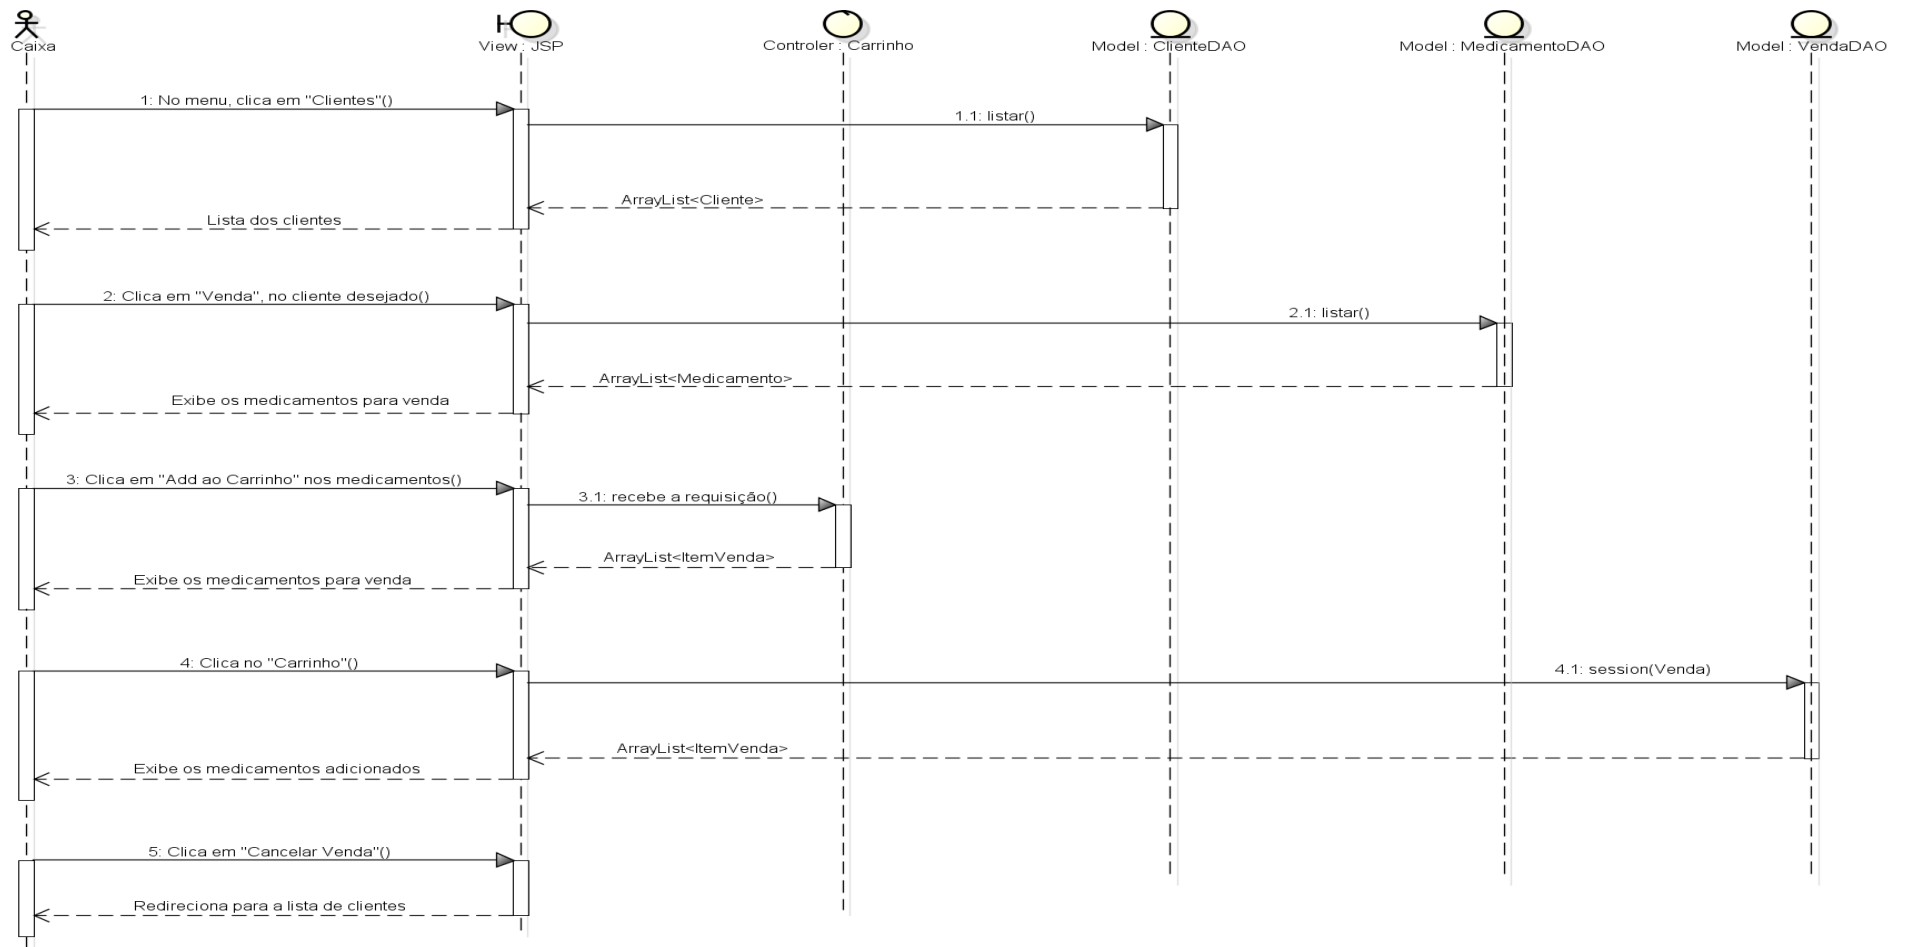 Caixa
View : JSP
Controler : Carrinho
Model : ClienteDAO
Model : MedicamentoDAO
Model : VendaDAO
1: No menu, clica em "Clientes"()
1.1: listar()
ArrayList<Cliente>
Lista dos clientes
2: Clica em "Venda", no cliente desejado()
2.1: listar()
ArrayList<Medicamento>
Exibe os medicamentos para venda
3: Clica em "Add ao Carrinho" nos medicamentos()
3.1: recebe a requisição()
ArrayList<ItemVenda>
Exibe os medicamentos para venda
4: Clica no "Carrinho"()
4.1: session(Venda)
ArrayList<ItemVenda>
Exibe os medicamentos adicionados
5: Clica em "Cancelar Venda"()
Redireciona para a lista de clientes